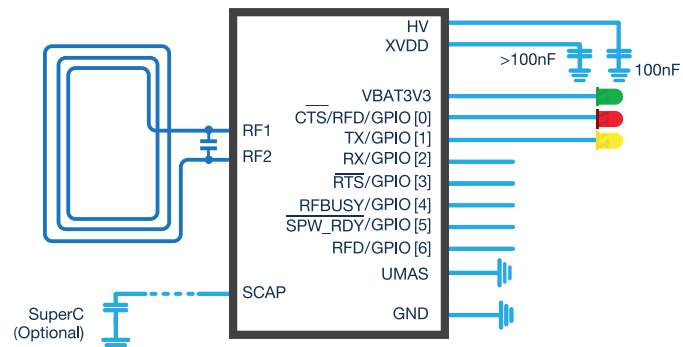 HV
XVDD
>100nF
100nF
VBAT3V3
CTS/RFD/GPIO [0]
TX/GPIO [1]
RF1
RX/GPIO [2]
RF2
RTS/GPIO [3]
RFBUSY/GPIO [4]
SPW_RDY/GPIO [5]
RFD/GPIO [6]
UMAS
SCAP
GND
SuperC
(Optional)